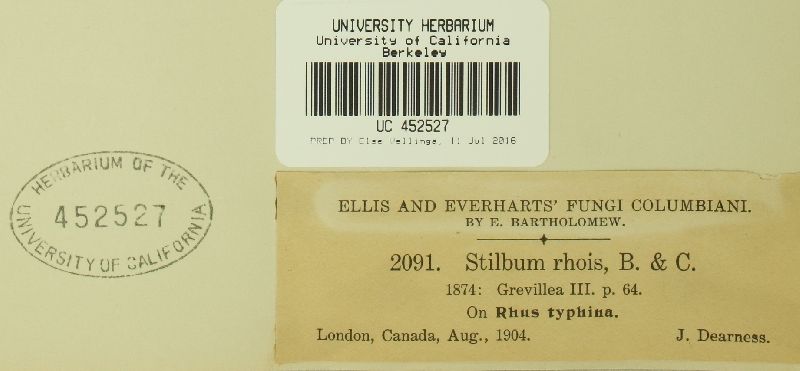 UNIVERSITY HERBARIUM
University of California
Berkeley
UC 452527
PREP BY Else Vellinga, 11 Jul 2016
HERBARIUM OF THE
452527
UNIVERSITY OF CALIFORNIA
ELLIS AND EVERHARTS' FUNGI COLUMBIANI.
BY E. BARTHOLOMEW.
2091. Stilbum rhois, B. & C.
1874: Grevillea III. p. 64.
On Rhus typhina.
London, Canada, Aug., 1904. J. Dearness.